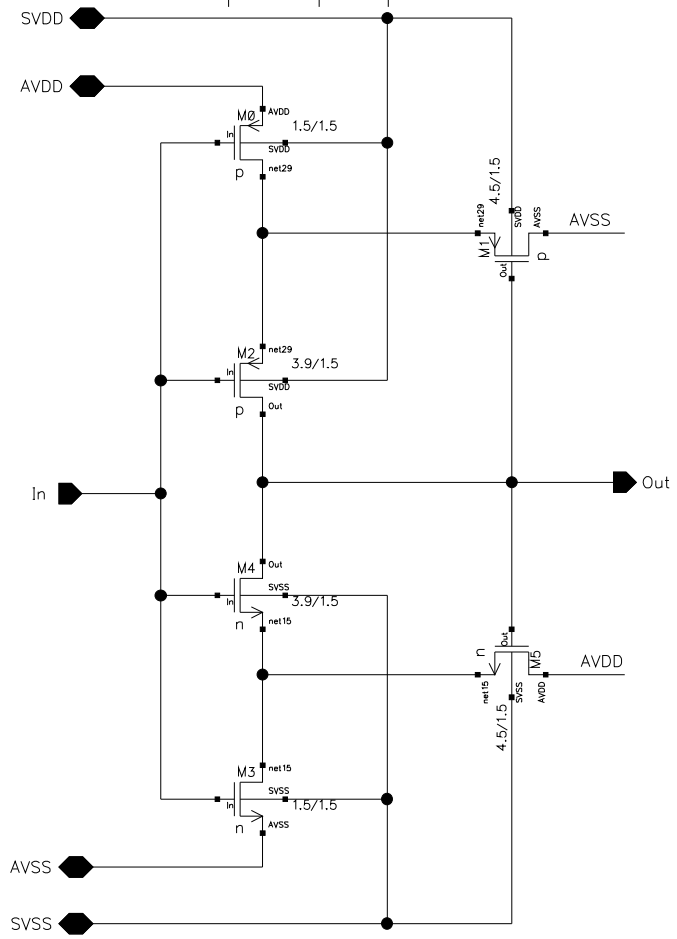 SVDD
AVDD
MØ
AVDD
1.5/1.5
In
SVDD
net29
p
4.5/1.5
net29
SVDD
AVSS
AVSS
M1
Out
p
M2
net29
3.9/1.5
In
SVDD
Out
p
In
Out
M4
Out
SVSS
3.9/1.5
In
net15
n
Out
n
M5
AVDD
net15
SVSS
AVDD
4.5/1.5
M3
net15
SVSS
1.5/1.5
In
AVSS
n
AVSS
SVSS